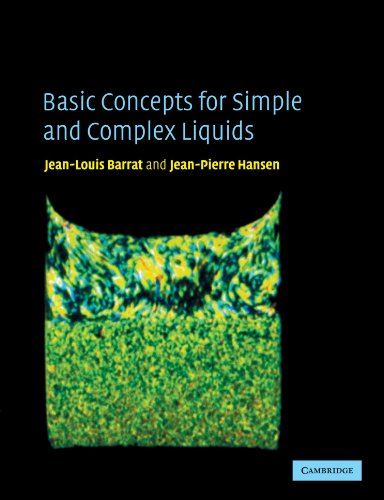 Basic Concepts for Simple
and Complex Liquids
Jean-Louis Barrat and Jean-Pierre Hansen
CAMBRIDGE